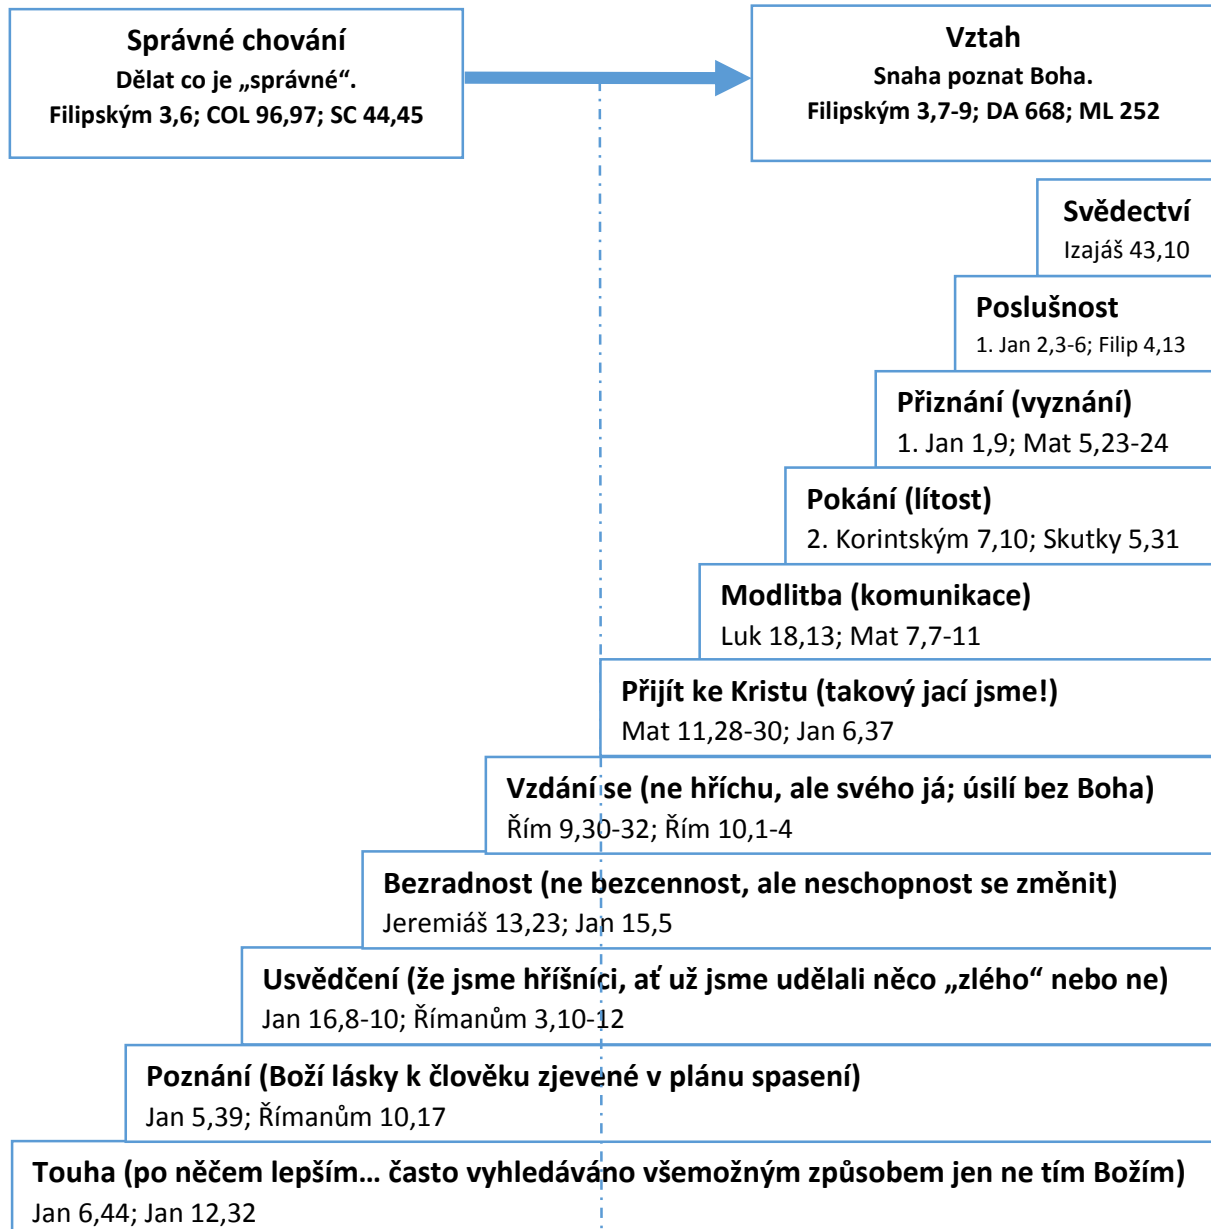 Správné chování
Dělat co je „správné“.
Filipským 3,6; COL 96,97; SC 44,45
Vztah
Snaha poznat Boha.
Filipským 3,7-9; DA 668; ML 252
Svědectví
Izajáš 43,10
Poslušnost
1. Jan 2,3-6; Filip 4,13
Přiznání (vyznání)
1. Jan 1,9; Mat 5,23-24
Pokání (lítost)
2. Korintským 7,10; Skutky 5,31
Modlitba (komunikace)
Luk 18,13; Mat 7,7-11
Přijít ke Kristu (takový jací jsme!)
Mat 11,28-30; Jan 6,37
Vzdání se (ne hříchu, ale svého já; úsilí bez Boha)
Řím 9,30-32; Řím 10,1-4
Bezradnost (ne bezcennost, ale neschopnost se změnit)
Jeremiáš 13,23; Jan 15,5
Usvědčení (že jsme hříšníci, ať už jsme udělali něco „zlého“ nebo ne)
Jan 16,8-10; Římanům 3,10-12
Poznání (Boží lásky k člověku zjevené v plánu spasení)
Jan 5,39; Římanům 10,17
Touha (po něčem lepším… často vyhledáváno všemožným způsobem jen ne tím Božím)
Jan 6,44; Jan 12,32